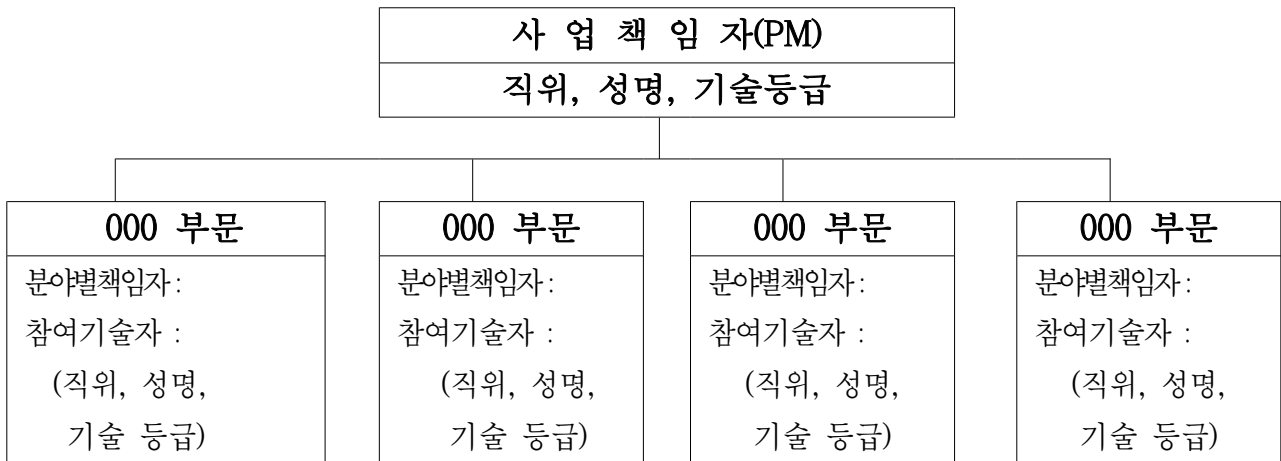 사 업 책 임 자(PM)
직위, 성명, 기술등급
000 부문
분야별책임자 :
참여기술자 :
(직위, 성명,
기술 등급)
000 부문
분야별책임자 :
참여기술자 :
(직위, 성명,
기술 등급)
000 부문
분야별책임자 :
참여기술자 :
(직위, 성명,
기술 등급)
000 부문
분야별책임자 :
참여기술자 :
(직위, 성명,
기술 등급)